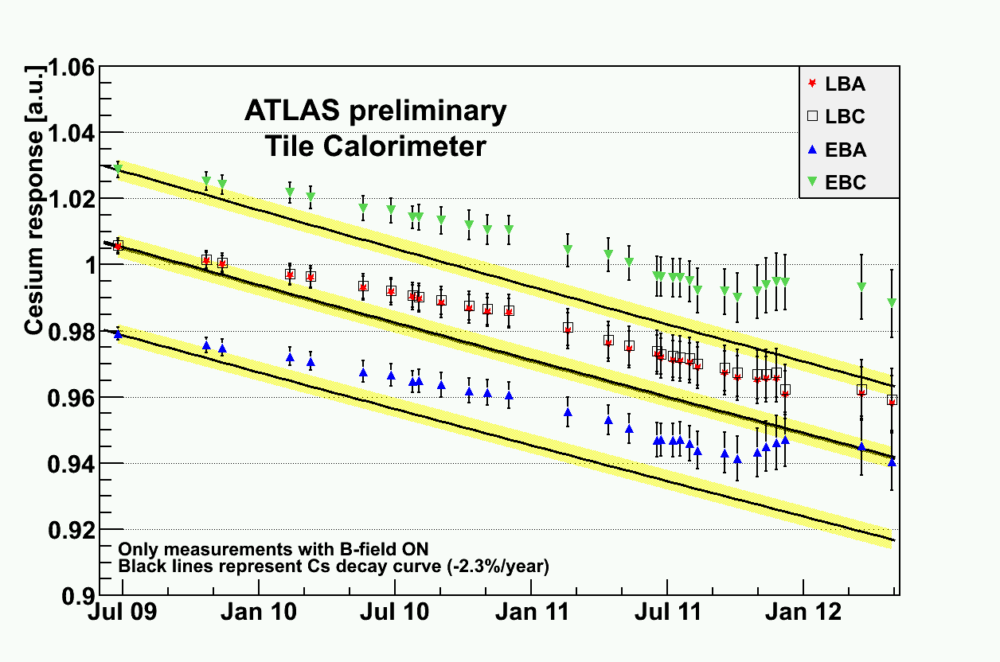 ATLAS preliminary
Tile Calorimeter
LBA
LBC
EBA
EBC
Cesium response [a.u.]
1.06
1.04
1.02
1
0.98
0.96
0.94
0.92
0.9
Only measurements with B-field ON
Black lines represent Cs decay curve (-2.3%/year)
Jul 09 Jan 10 Jul 10 Jan 11 Jul 11 Jan 12